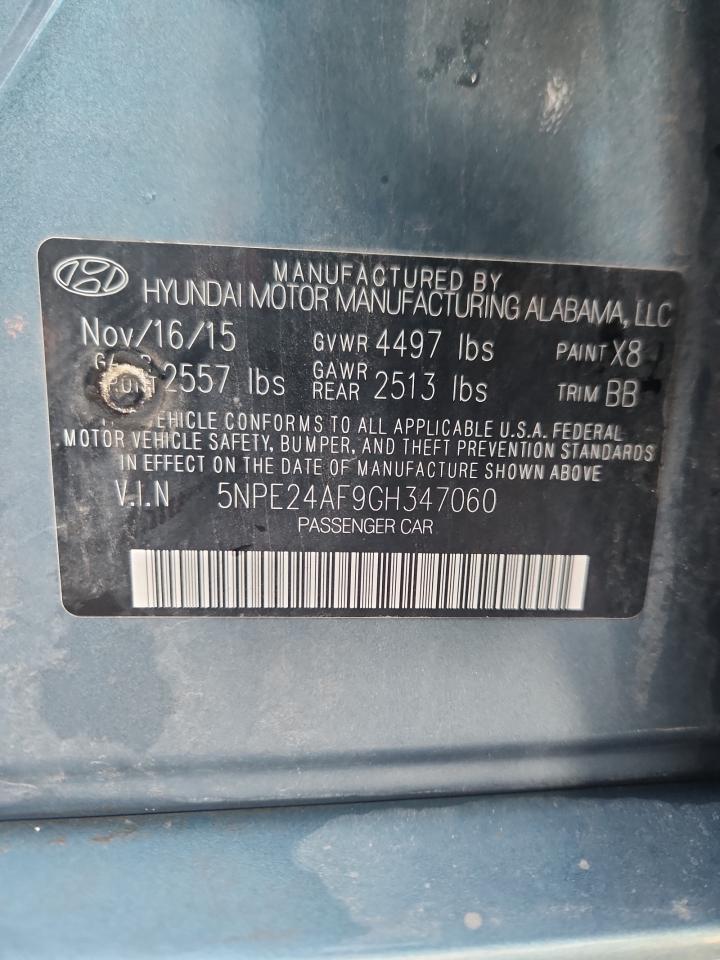 MANUFACTURED BY
HYUNDAI MOTOR MANUFACTURING ALABAMA, LLC
Nov/16/15 GVWR 4497 lbs PAINT X8
2557 lbs GAWR REAR 2513 lbs TRIM BB
VEHICLE CONFORMS TO ALL APPLICABLE U.S.A. FEDERAL
MOTOR VEHICLE SAFETY, BUMPER, AND THEFT PREVENTION STANDARDS
IN EFFECT ON THE DATE OF MANUFACTURE SHOWN ABOVE
V.I.N 5NPE24AF9GH347060
PASSENGER CAR